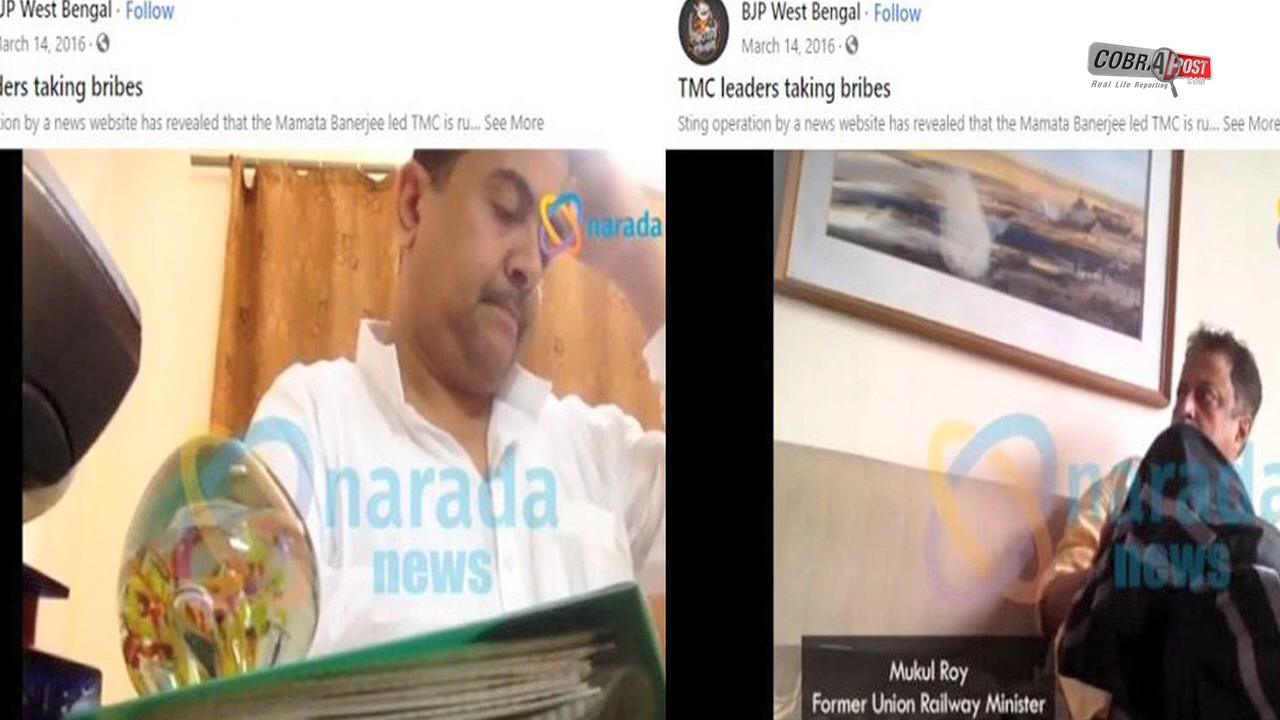 JP West Bengal · Follow
larch 14, 2016 ·
ders taking bribes
ion by a news website has revealed that the Mamata Banerjee led TMC is ru... See More
narada
narada
news
BJP West Bengal · Follow
March 14, 2016 ·
COBRAPOST
.com
Real Life Reporting
TMC leaders taking bribes
Sting operation by a news website has revealed that the Mamata Banerjee led TMC is ru... See More
narada
news
Mukul Roy
Former Union Railway Minister